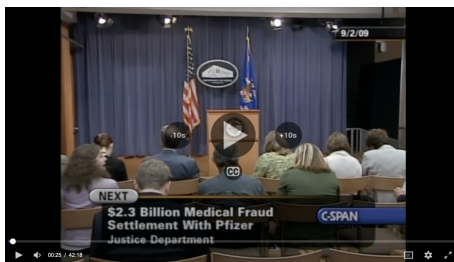 9/2/09
-10s
+10s
CC
NEXT
$2.3 Billion Medical Fraud
Settlement With Pfizer
Justice Department
C-SPAN
00:25 / 42:18